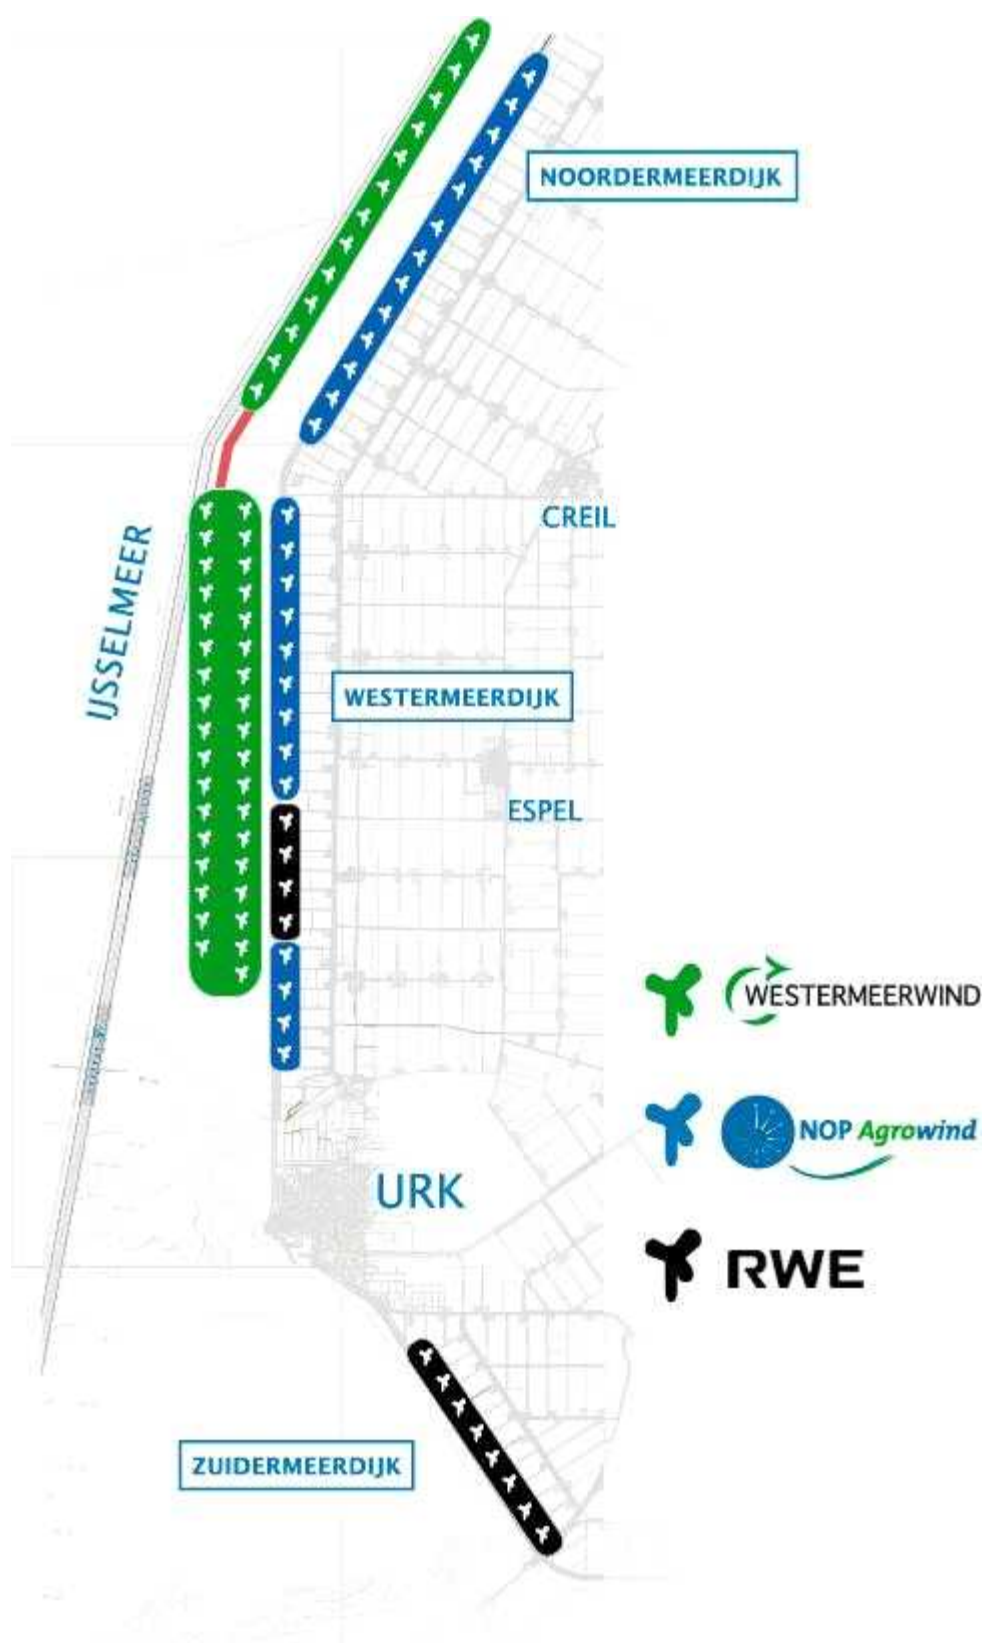 NOORDERMEERDIJK
CREIL
IJSSELMEER
WESTERMEERDIJK
ESPEL
WESTERMEERWIND
NOP Agrowind
URK
RWE
ZUIDERMEERDIJK